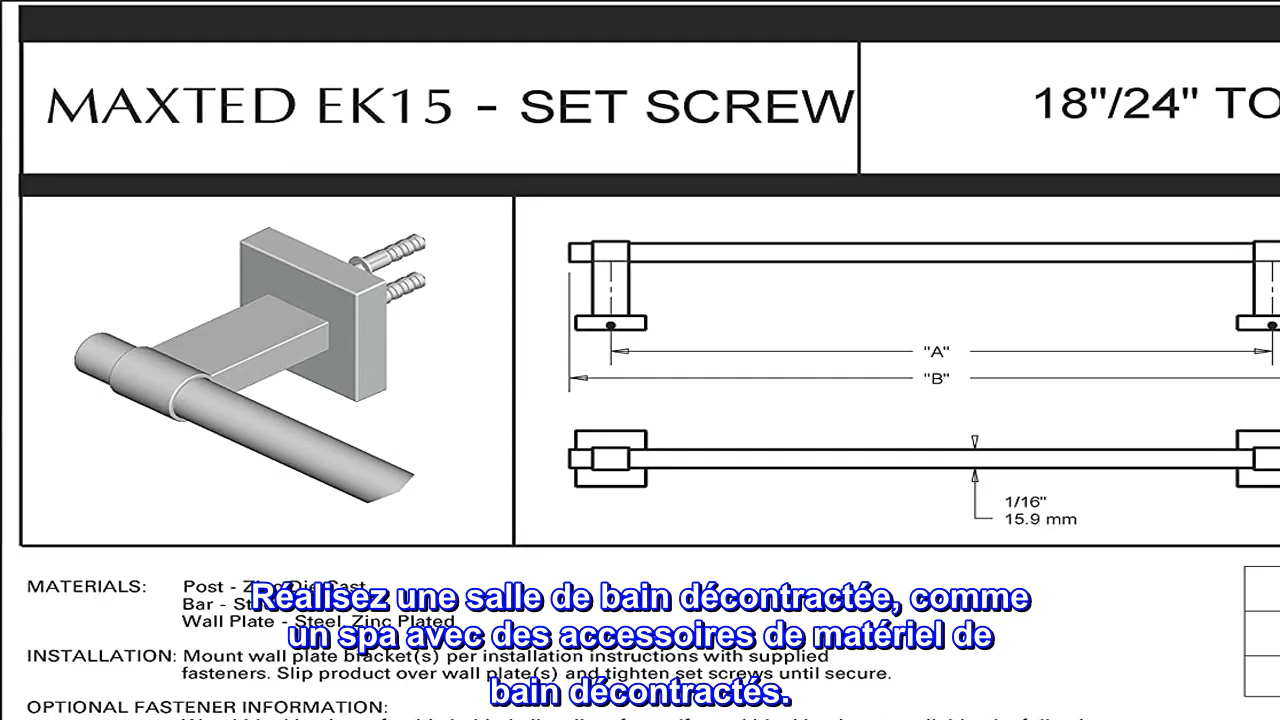 MAXTED EK15 - SET SCREW
18"/24" TO
"A"
"B"
1/16"
15.9 mm
MATERIALS: Post - Zinc Die Cast
Bar - St
Wall Plate - Steel, Zinc Plated
INSTALLATION: Mount wall plate bracket(s) per installation instructions with supplied
fasteners. Slip product over wall plate(s) and tighten set screws until secure.
OPTIONAL FASTENER INFORMATION:
Réalisez une salle de bain décontractée, comme
un spa avec des accessoires de matériel de
bain décontractés.